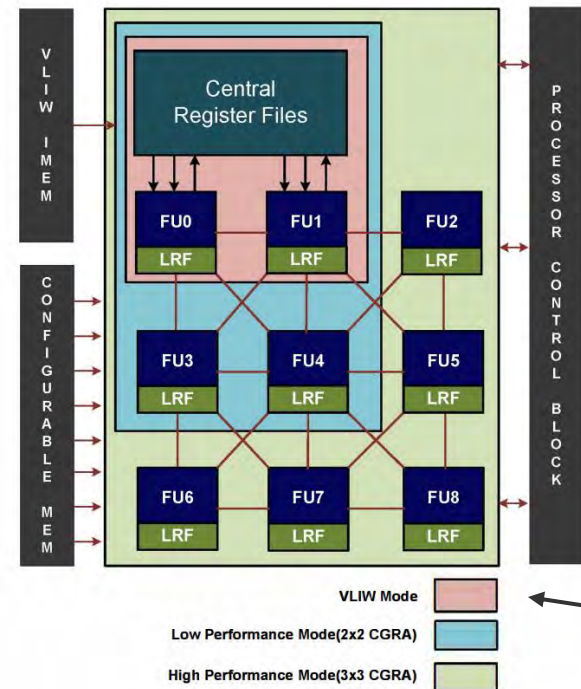 VLIW IMEM
CONFIGURABLE MEM
Central
Register Files
FU0
LRF
FU1
LRF
FU2
LRF
FU3
LRF
FU4
LRF
FU5
LRF
FU6
LRF
FU7
LRF
FU8
LRF
PROCESSOR CONTROL BLOCK
VLIW Mode
Low Performance Mode(2x2 CGRA)
High Performance Mode(3x3 CGRA)